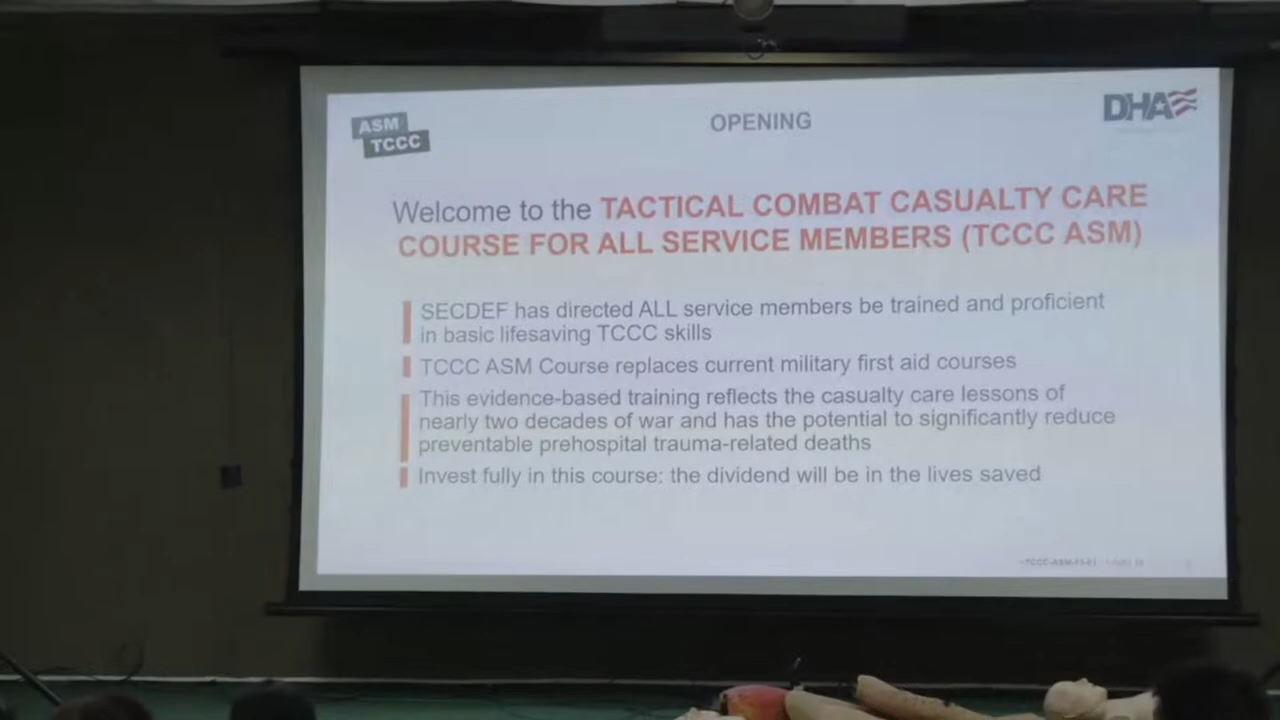 ASM
TCCC
OPENING
DHA
Welcome to the TACTICAL COMBAT CASUALTY CARE
COURSE FOR ALL SERVICE MEMBERS (TCCC ASM)
SECDEF has directed ALL service members be trained and proficient
in basic lifesaving TCCC skills
TCCC ASM Course replaces current military first aid courses
This evidence-based training reflects the casualty care lessons of
nearly two decades of war and has the potential to significantly reduce
preventable prehospital trauma-related deaths
Invest fully in this course; the dividend will be in the lives saved